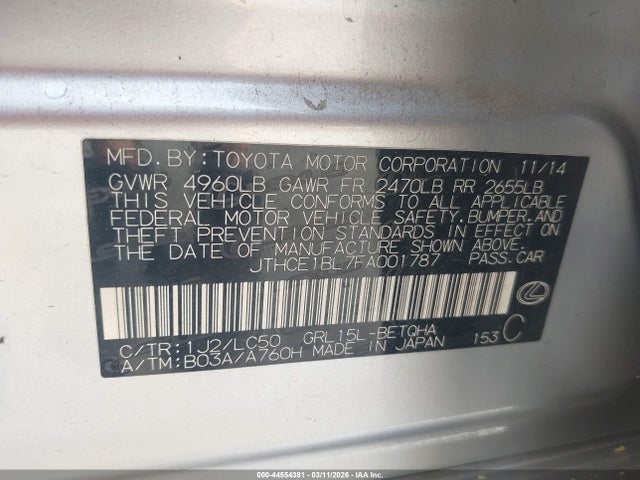 MFD.BY:TOYOTA MOTOR CORPORATION 11/14
GVWR 4960LB GAWR FR 2470LB RR 2655LB
THIS VEHICLE CONFORMS TO ALL APPLICABLE
FEDERAL MOTOR VEHICLE SAFETY,BUMPER,AND
THEFT PREVENTION STANDARDS IN EFFECT ON
THE DATE OF MANUFACTURE SHOWN ABOVE.
JTHCE1BL7FA001787 PASS.CAR
C/TR:1J2/LC50 GRL15L-BETQHA
A/TM:B03A/A760H MADE IN JAPAN 153 C
000-44554381 - 03/11/2026 - IAA Inc.